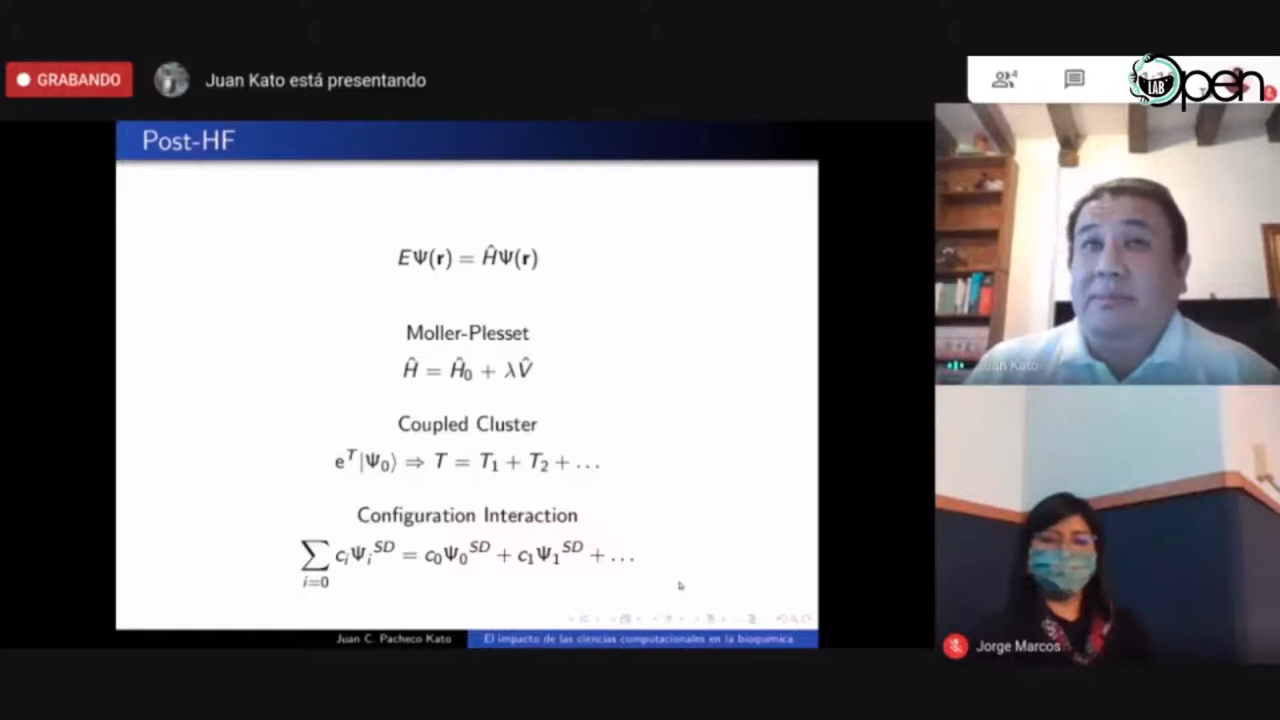 GRABANDO
Juan Kato está presentando
4
Open
LAB
Post-HF
EΨ(r) = ĤΨ(r)
Moller-Plesset
Ĥ = Ĥ₀ + λV̂
Coupled Cluster
e^T|Ψ₀⟩ ⇒ T = T₁ + T₂ + …
Configuration Interaction
∑_{i=0} c_iΨ_i^{SD} = c₀Ψ₀^{SD} + c₁Ψ₁^{SD} + …
Juan C. Pacheco Kato
El impacto de las ciencias computacionales en la bioquímica
Juan Kato
Jorge Marcos